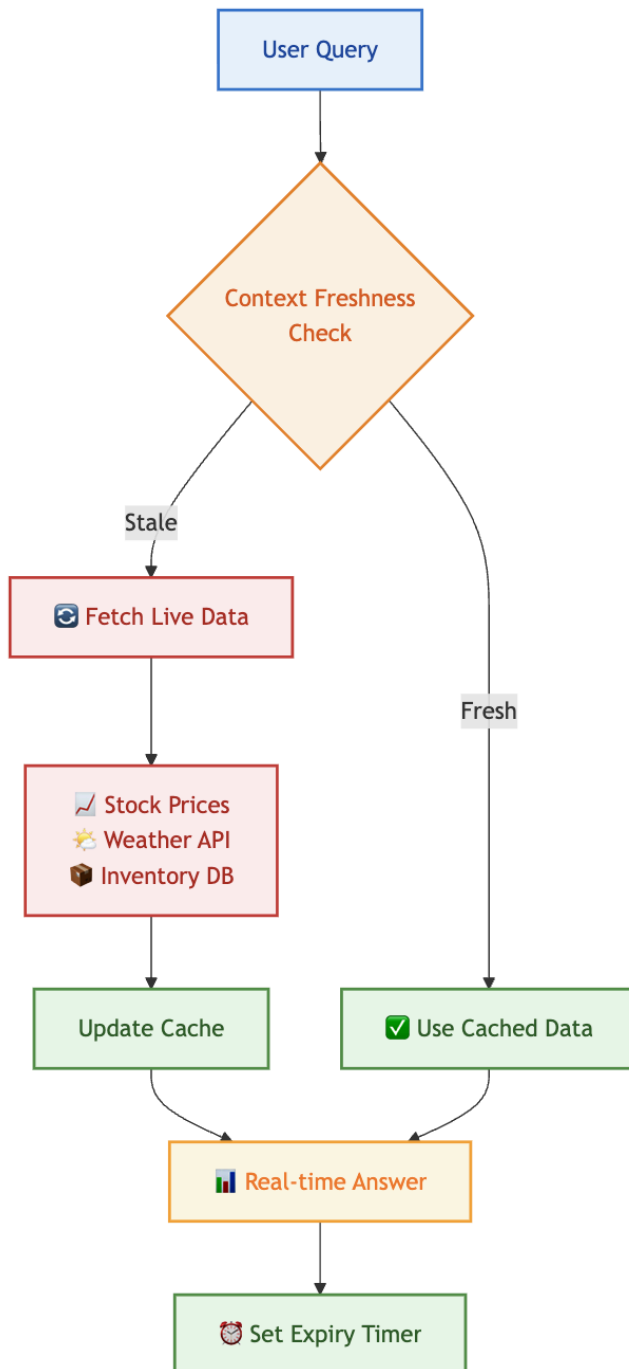 User Query
Context Freshness
Check
Stale
🔄 Fetch Live Data
Fresh
📈 Stock Prices
🌤️ Weather API
📦 Inventory DB
Update Cache
✅ Use Cached Data
📊 Real-time Answer
⏰ Set Expiry Timer